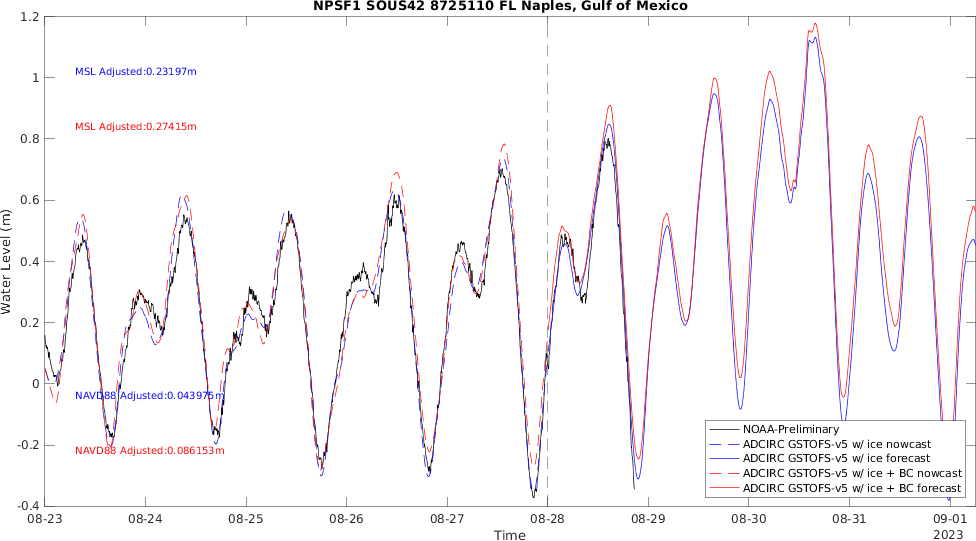 NPSF1 SOUS42 8725110 FL Naples, Gulf of Mexico
1.2
1
0.8
0.6
0.4
0.2
0
-0.2
-0.4
Water Level (m)
MSL Adjusted:0.23197m
MSL Adjusted:0.27415m
NAVD88 Adjusted:0.043975m
NAVD88 Adjusted:0.086153m
NOAA-Preliminary
ADCIRC GSTOFS-v5 w/ ice nowcast
ADCIRC GSTOFS-v5 w/ ice forecast
ADCIRC GSTOFS-v5 w/ ice + BC nowcast
ADCIRC GSTOFS-v5 w/ ice + BC forecast
08-23 08-24 08-25 08-26 08-27 08-28 08-29 08-30 08-31 09-01
2023
Time